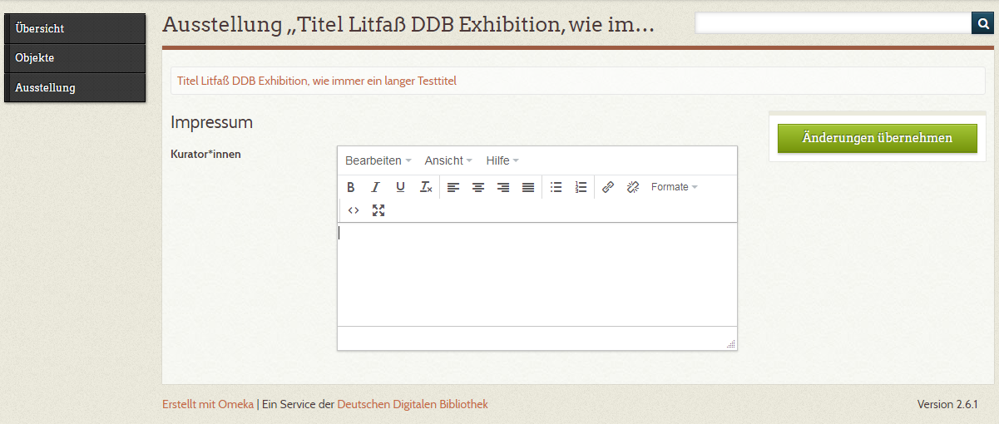 Übersicht
Objekte
Ausstellung
Ausstellung „Titel Litfaß DDB Exhibition, wie im…
Titel Litfaß DDB Exhibition, wie immer ein langer Testtitel
Impressum
Änderungen übernehmen
Kurator*innen
Bearbeiten Ansicht Hilfe
B I U Tx Formate
Erstellt mit Omeka | Ein Service der Deutschen Digitalen Bibliothek
Version 2.6.1